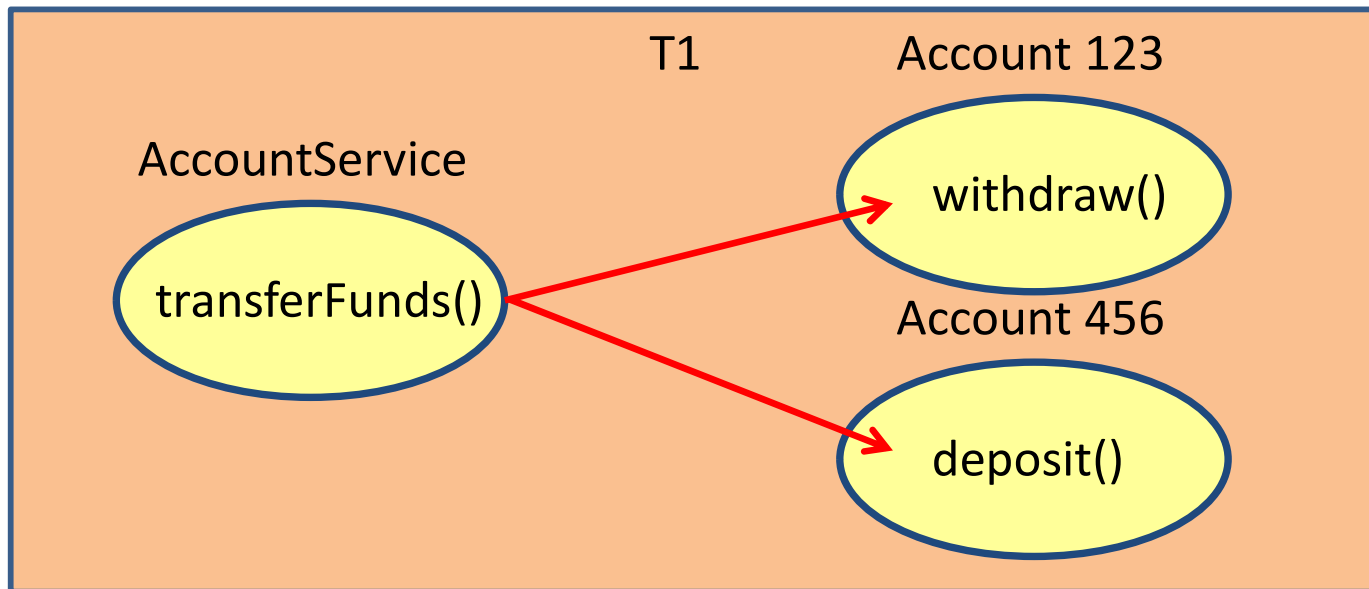 T1
Account 123
AccountService
withdraw()
transferFunds()
Account 456
deposit()